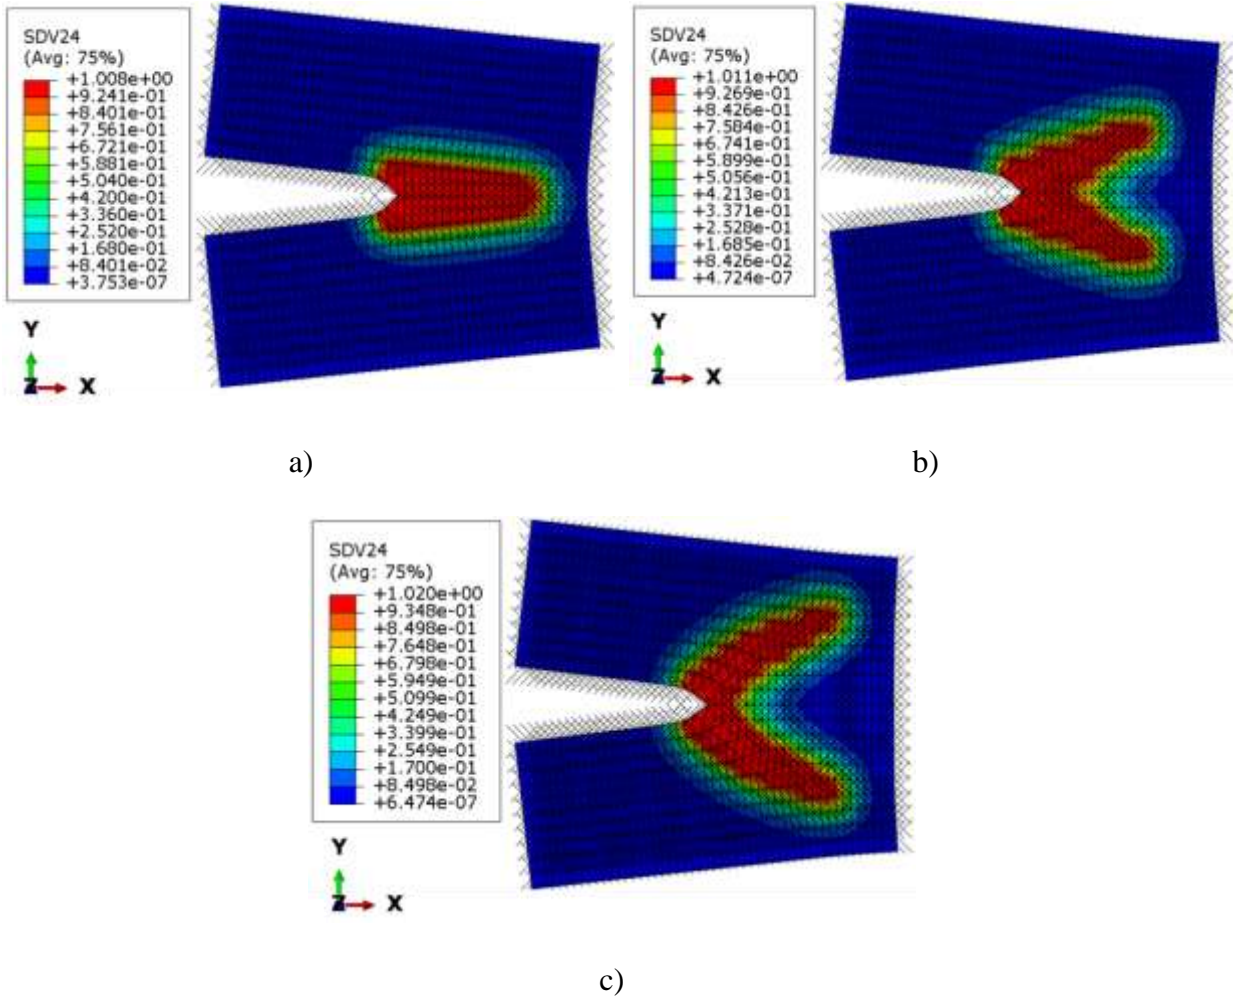 SDV24
(Avg: 75%)
+1.008e+00
+9.241e-01
+8.401e-01
+7.561e-01
+6.721e-01
+5.881e-01
+5.040e-01
+4.200e-01
+3.360e-01
+2.520e-01
+1.680e-01
+8.401e-02
+3.753e-07
Y
Z X
a)
SDV24
(Avg: 75%)
+1.011e+00
+9.269e-01
+8.426e-01
+7.584e-01
+6.741e-01
+5.899e-01
+5.056e-01
+4.213e-01
+3.371e-01
+2.528e-01
+1.685e-01
+8.426e-02
+4.724e-07
Y
Z X
b)
SDV24
(Avg: 75%)
+1.020e+00
+9.348e-01
+8.498e-01
+7.648e-01
+6.798e-01
+5.949e-01
+5.099e-01
+4.249e-01
+3.399e-01
+2.549e-01
+1.700e-01
+8.498e-02
+6.474e-07
Y
Z X
c)